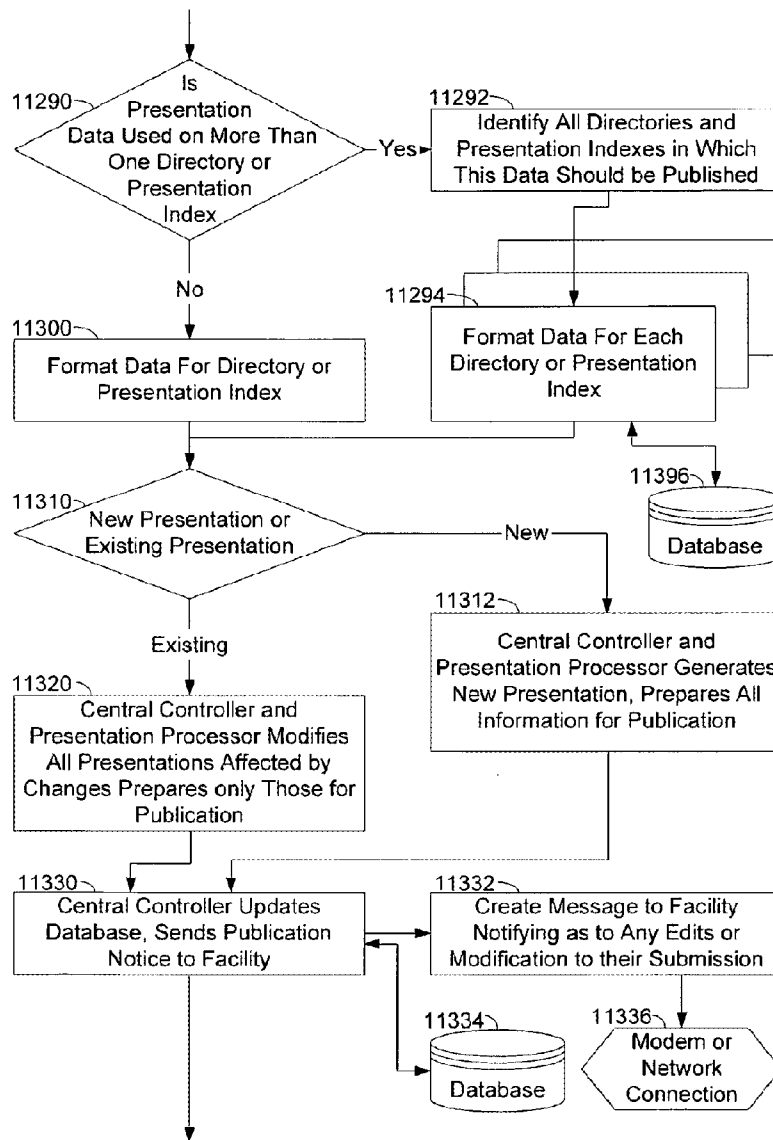 11290
Is
Presentation
Data Used on More Than
One Directory or
Presentation
Index
Yes
11292
Identify All Directories and
Presentation Indexes in Which
This Data Should be Published
No
11294
Format Data For Each
Directory or Presentation
Index
11300
Format Data For Directory or
Presentation Index
11396
Database
11310
New Presentation or
Existing Presentation
New
11312
Central Controller and
Presentation Processor Generates
New Presentation, Prepares All
Information for Publication
Existing
11320
Central Controller and
Presentation Processor Modifies
All Presentations Affected by
Changes Prepares only Those for
Publication
11330
Central Controller Updates
Database, Sends Publication
Notice to Facility
11332
Create Message to Facility
Notifying as to Any Edits or
Modification to their Submission
11334
Database
11336
Modem or
Network
Connection